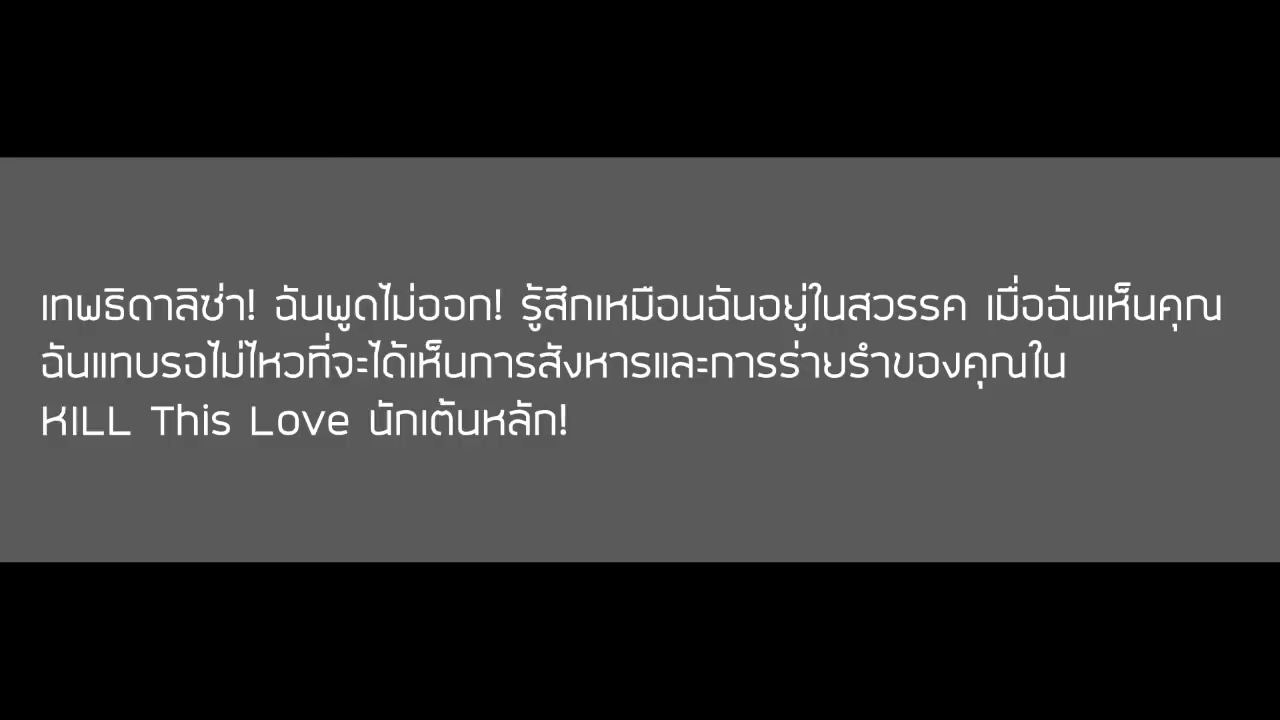 เทพธิดาลิซ่า! ฉันพูดไม่ออก! รู้สึกเหมือนฉันอยู่ในสวรรค เมื่อฉันเห็นคุณ
ฉันแทบรอไม่ไหวที่จะได้เห็นการสังหารและการร่ายรำของคุณใน
KILL This Love นักเต้นหลัก!